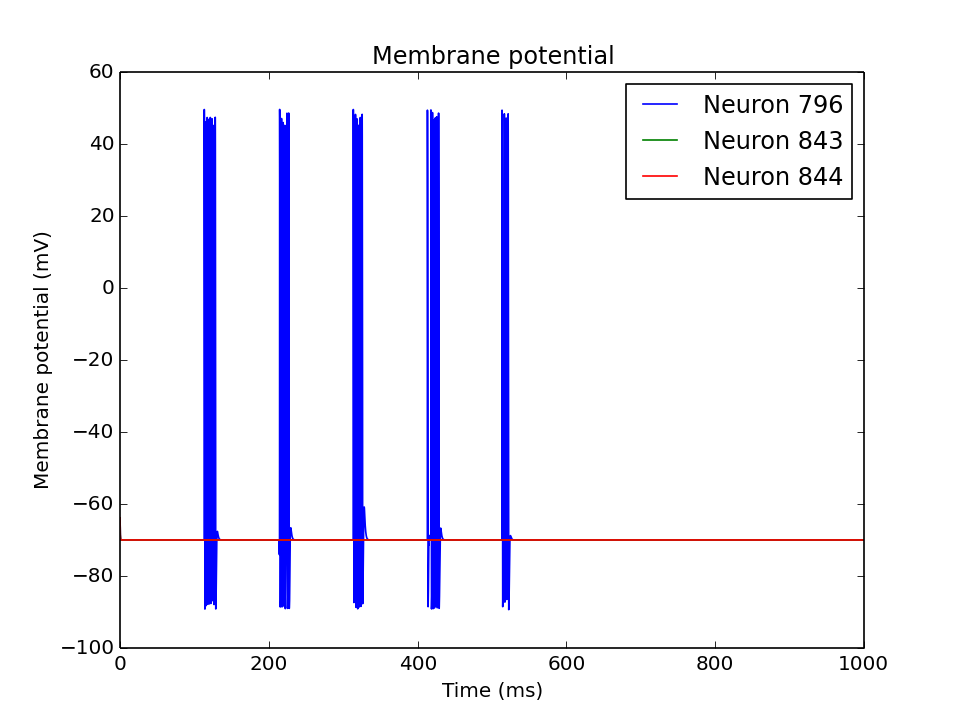 Membrane potential
60
40
20
0
−20
−40
−60
−80
−100
Membrane potential (mV)
Neuron 796
Neuron 843
Neuron 844
0 200 400 600 800 1000
Time (ms)